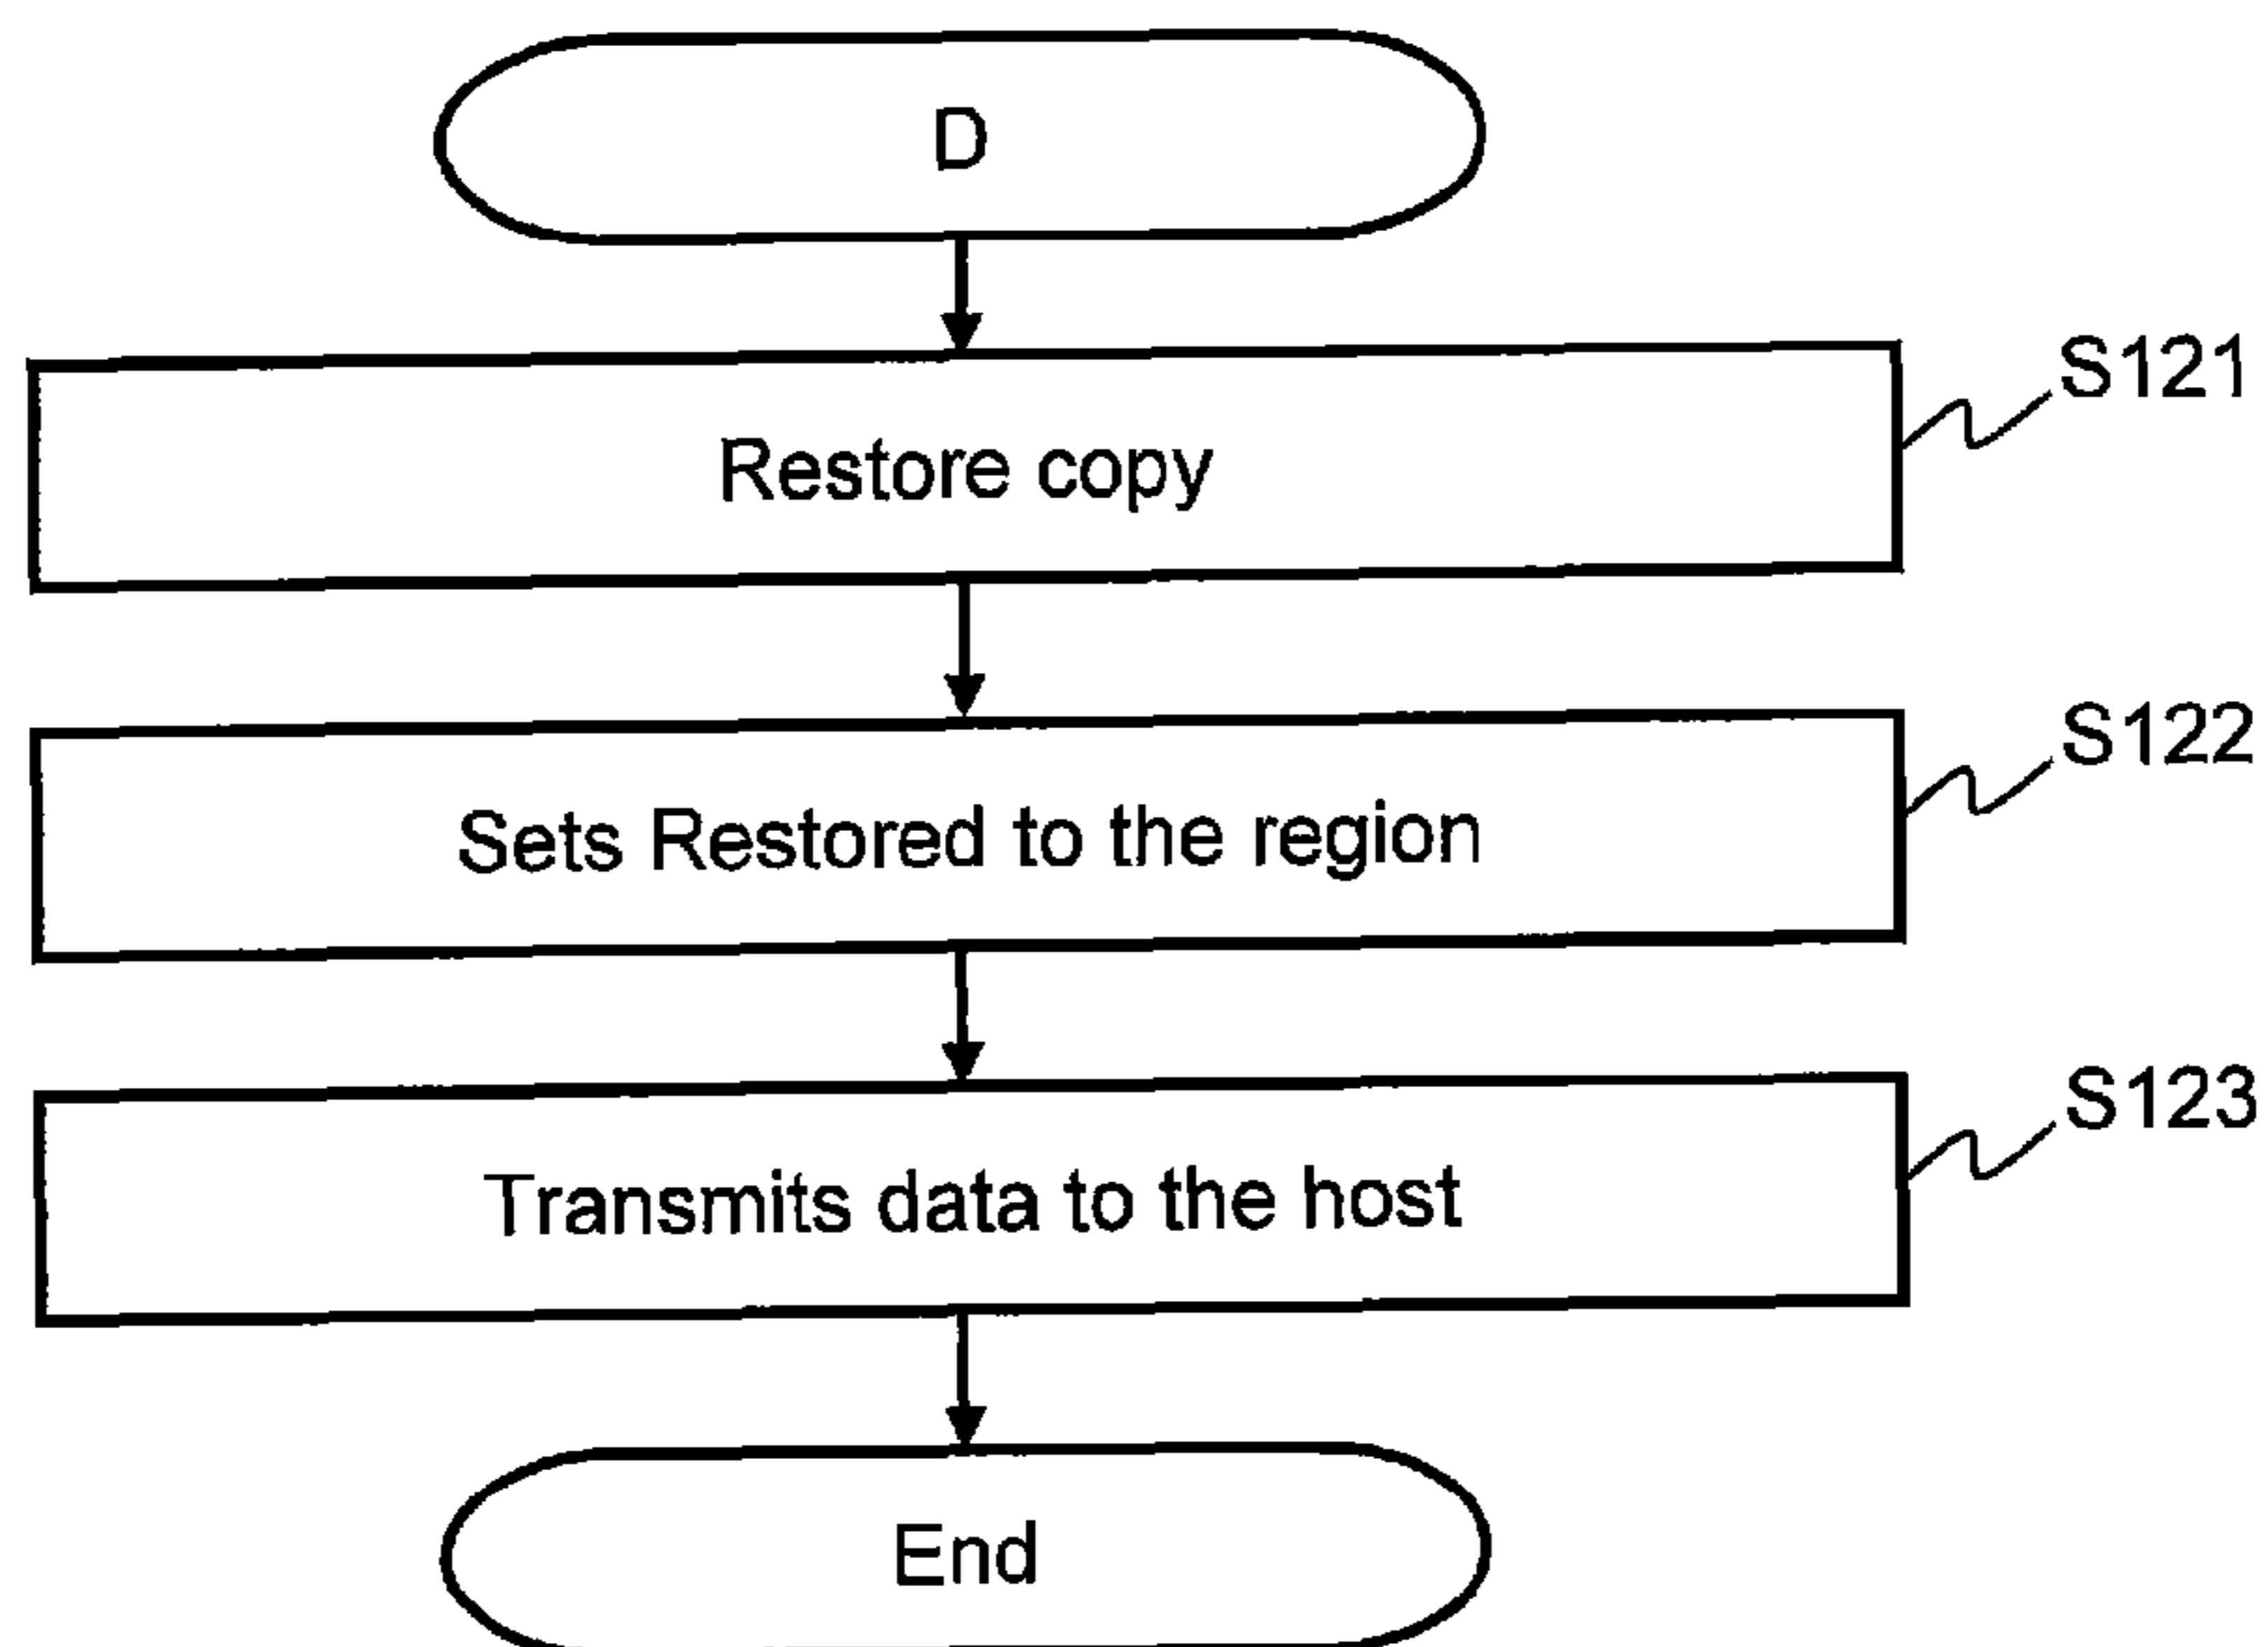 D
S121
Restore copy
S122
Sets Restored to the region
S123
Transmits data to the host
End